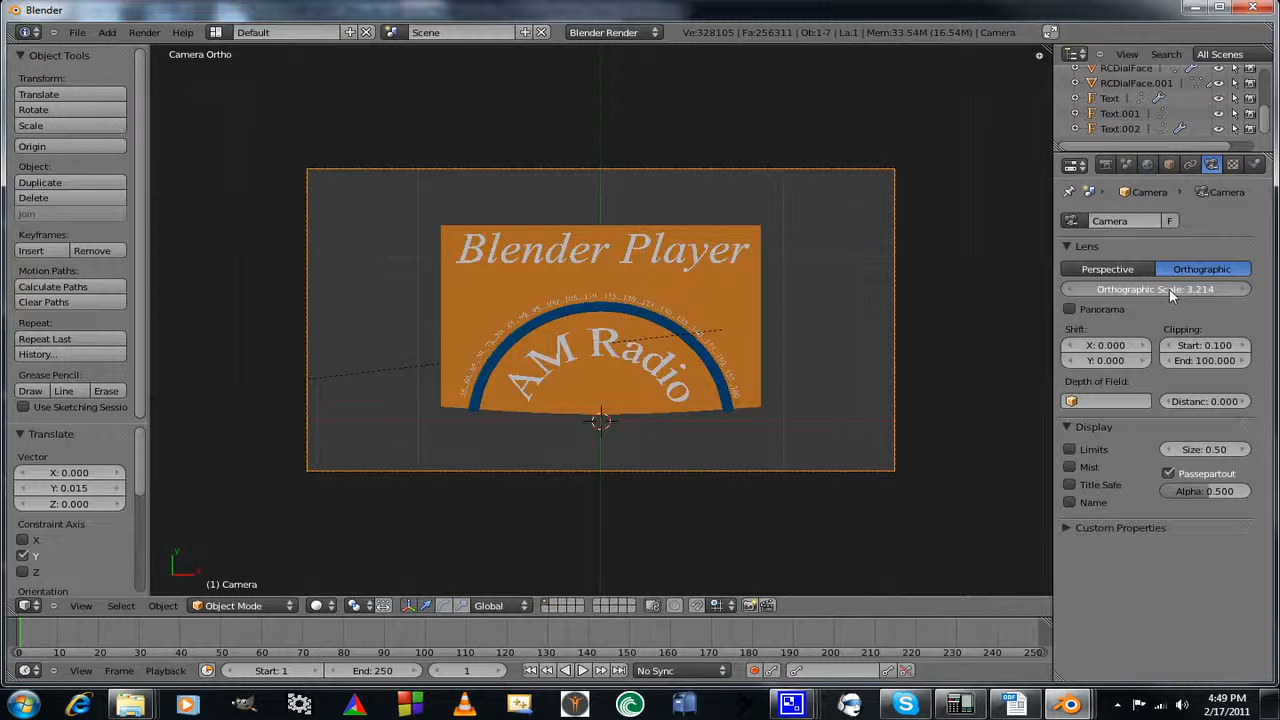 Blender
File Add Render Help Default Scene Blender Render Ve:328105 | Fa:256311 | Ob:1-7 | La:1 | Mem:33.54M (16.54M) | Camera
Object Tools
Transform:
Translate
Rotate
Scale
Origin
Object:
Duplicate
Delete
Join
Keyframes:
Insert Remove
Motion Paths:
Calculate Paths
Clear Paths
Repeat:
Repeat Last
History...
Grease Pencil:
Draw Line Erase
Use Sketching Sessio
Translate
Vector
X: 0.000
Y: 0.015
Z: 0.000
Constraint Axis
X
Y
Z
Orientation
Camera Ortho
Blender Player
AM Radio
y
x
(1) Camera
View Search All Scenes
RCDialFace
RCDialFace.001
Text
Text.001
Text.002
Camera Camera
Camera F
Lens
Perspective Orthographic
Orthographic Scale: 3.214
Panorama
Shift: Clipping:
X: 0.000 Start: 0.100
Y: 0.000 End: 100.000
Depth of Field:
Distanc: 0.000
Display
Limits Size: 0.50
Mist Passepartout
Title Safe Alpha: 0.500
Name
Custom Properties
View Select Object Object Mode Global
0 10 20 30 40 50 60 70 80 90 100 110 120 130 140 150 160 170 180 190 200 210 220 230 240 250
View Frame Playback Start: 1 End: 250 1 No Sync
4:49 PM
2/17/2011